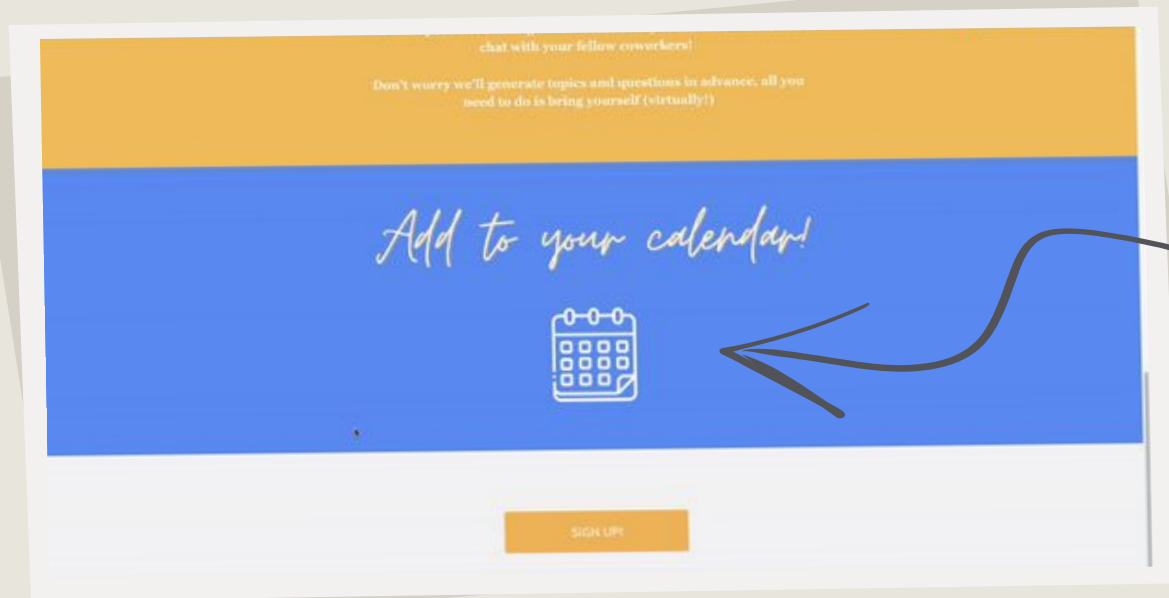 chat with your fellow coworkers!
Don't worry we'll generate topics and questions in advance, all you
need to do is bring yourself (virtually!)
Add to your calendar!
SIGN UP!